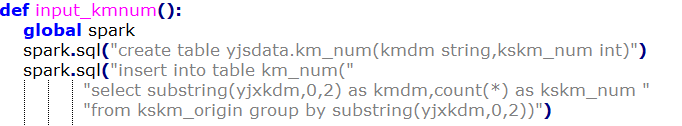 def input_kmnum():
global spark
spark.sql("create table yjsdata.km_num(kmdm string,kskm_num int)")
spark.sql("insert into table km_num("
"select substring(yjxkdm,0,2) as kmdm,count(*) as kskm_num "
"from kskm_origin group by substring(yjxkdm,0,2))")